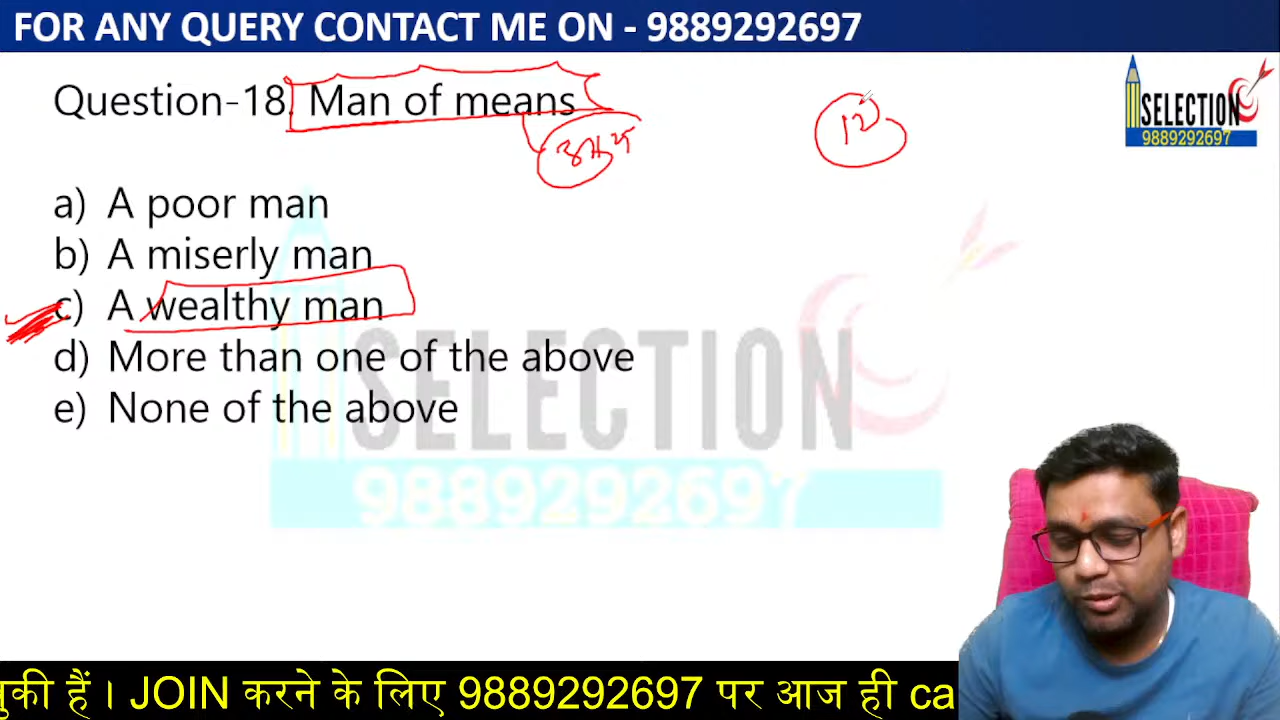 FOR ANY QUERY CONTACT ME ON - 9889292697
SELECTION
9889292697
Question-18. Man of means
12
a) A poor man
b) A miserly man
c) A wealthy man
d) More than one of the above
e) None of the above
SELECTION
9889292697
चुकी हैं । JOIN करने के लिए 9889292697 पर आज ही ca